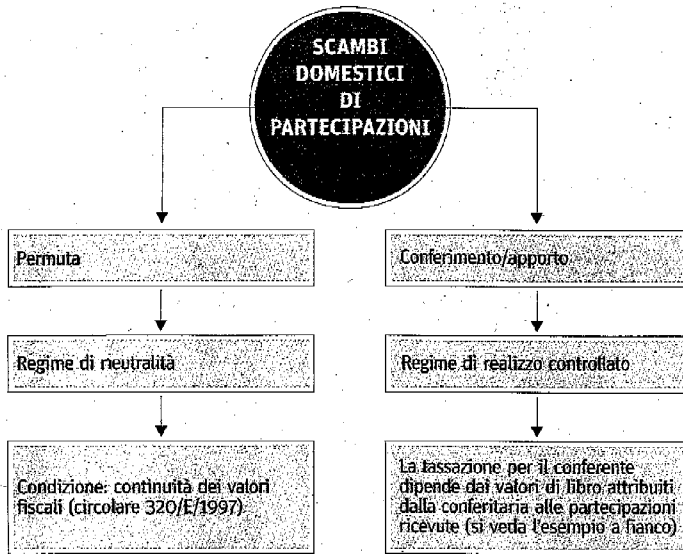 SCAMBI
DOMESTICI
DI
PARTECIPAZIONI
Permuta
Regime di neutralità
Condizione: continuità dei valori
fiscali (circolare 320/E/1997)
Conferimento/apporto
Regime di realizzo controllato
La tassazione per il conferente
dipende dai valori di libro attribuiti
dalla conferitaria alle partecipazioni
ricevute (si veda l'esempio a fianco)